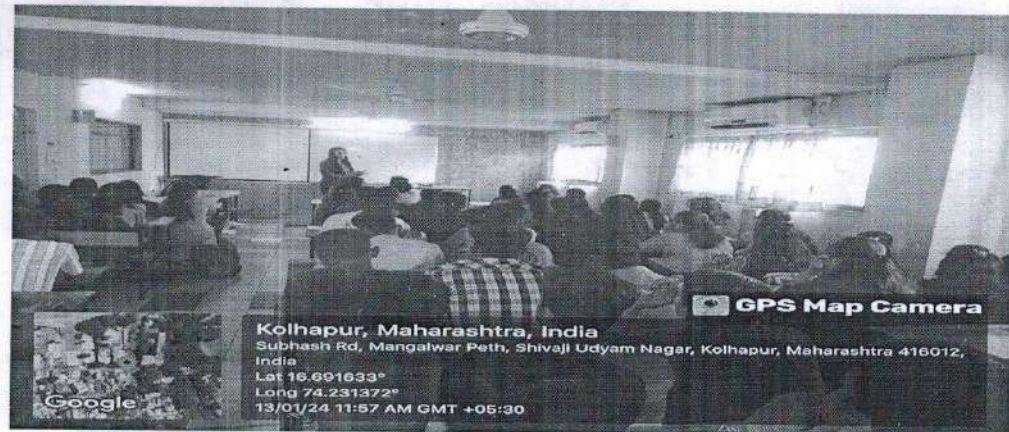 GPS Map Camera
Kolhapur, Maharashtra, India
Subhash Rd, Mangalwar Peth, Shivaji Udyam Nagar, Kolhapur, Maharashtra 416012,
India
Lat 16.691633°
Long 74.231372°
13/01/24 11:57 AM GMT +05:30
Google